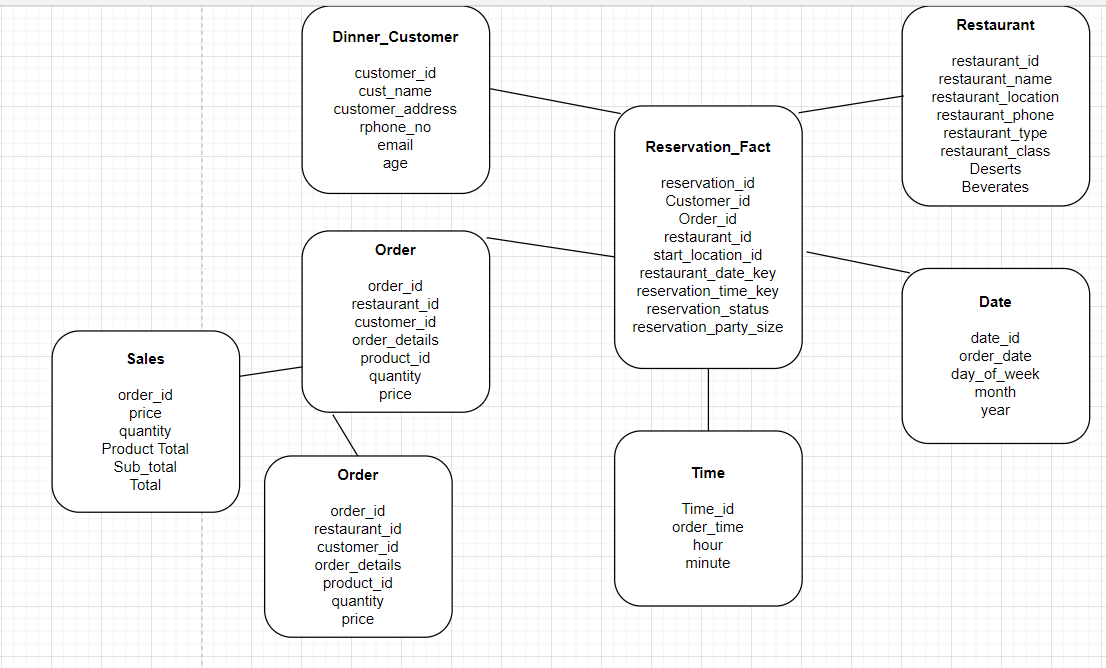 Dinner_Customer
customer_id
cust_name
customer_address
rphone_no
email
age
Restaurant
restaurant_id
restaurant_name
restaurant_location
restaurant_phone
restaurant_type
restaurant_class
Deserts
Beverates
Reservation_Fact
reservation_id
Customer_id
Order_id
restaurant_id
start_location_id
restaurant_date_key
reservation_time_key
reservation_status
reservation_party_size
Order
order_id
restaurant_id
customer_id
order_details
product_id
quantity
price
Date
date_id
order_date
day_of_week
month
year
Sales
order_id
price
quantity
Product Total
Sub_total
Total
Order
order_id
restaurant_id
customer_id
order_details
product_id
quantity
price
Time
Time_id
order_time
hour
minute